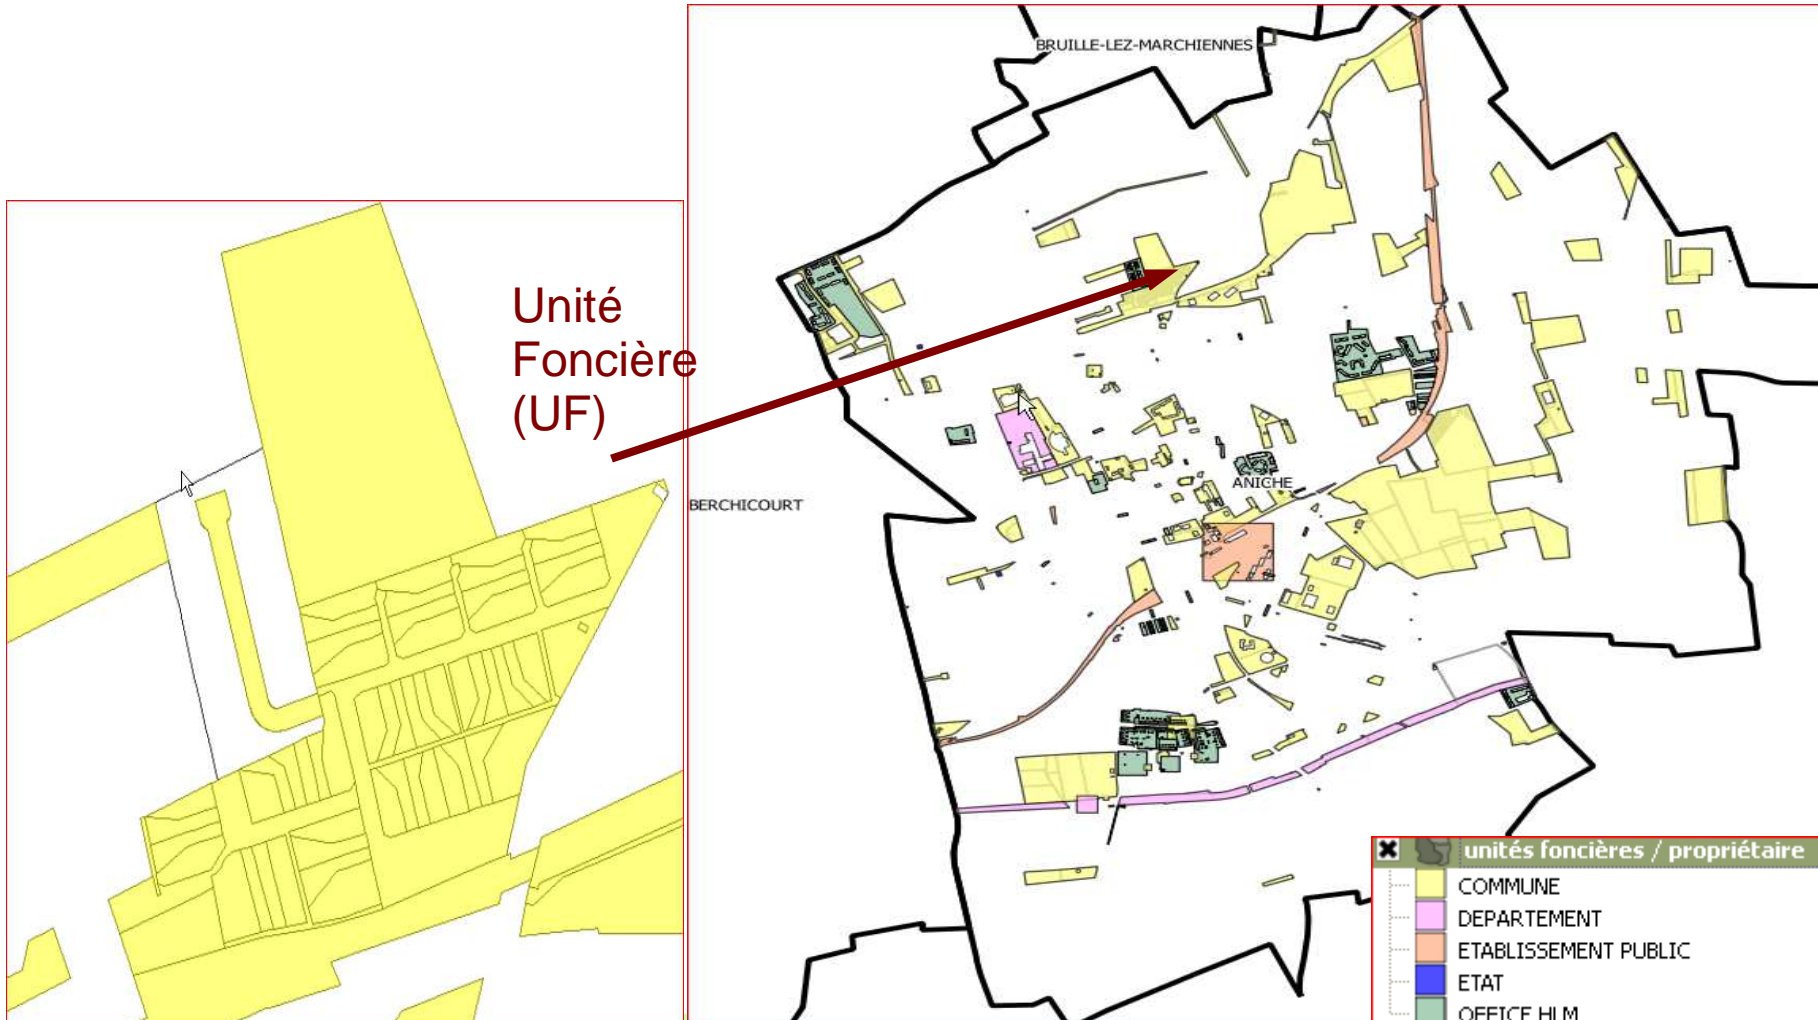 BRUILLE-LEZ-MARCHIENNES
Unité
Foncière
(UF)
ANICHE
BERCHICOURT
unités foncières / propriétaire
COMMUNE
DEPARTEMENT
ETABLISSEMENT PUBLIC
ETAT
OFFICE HLM